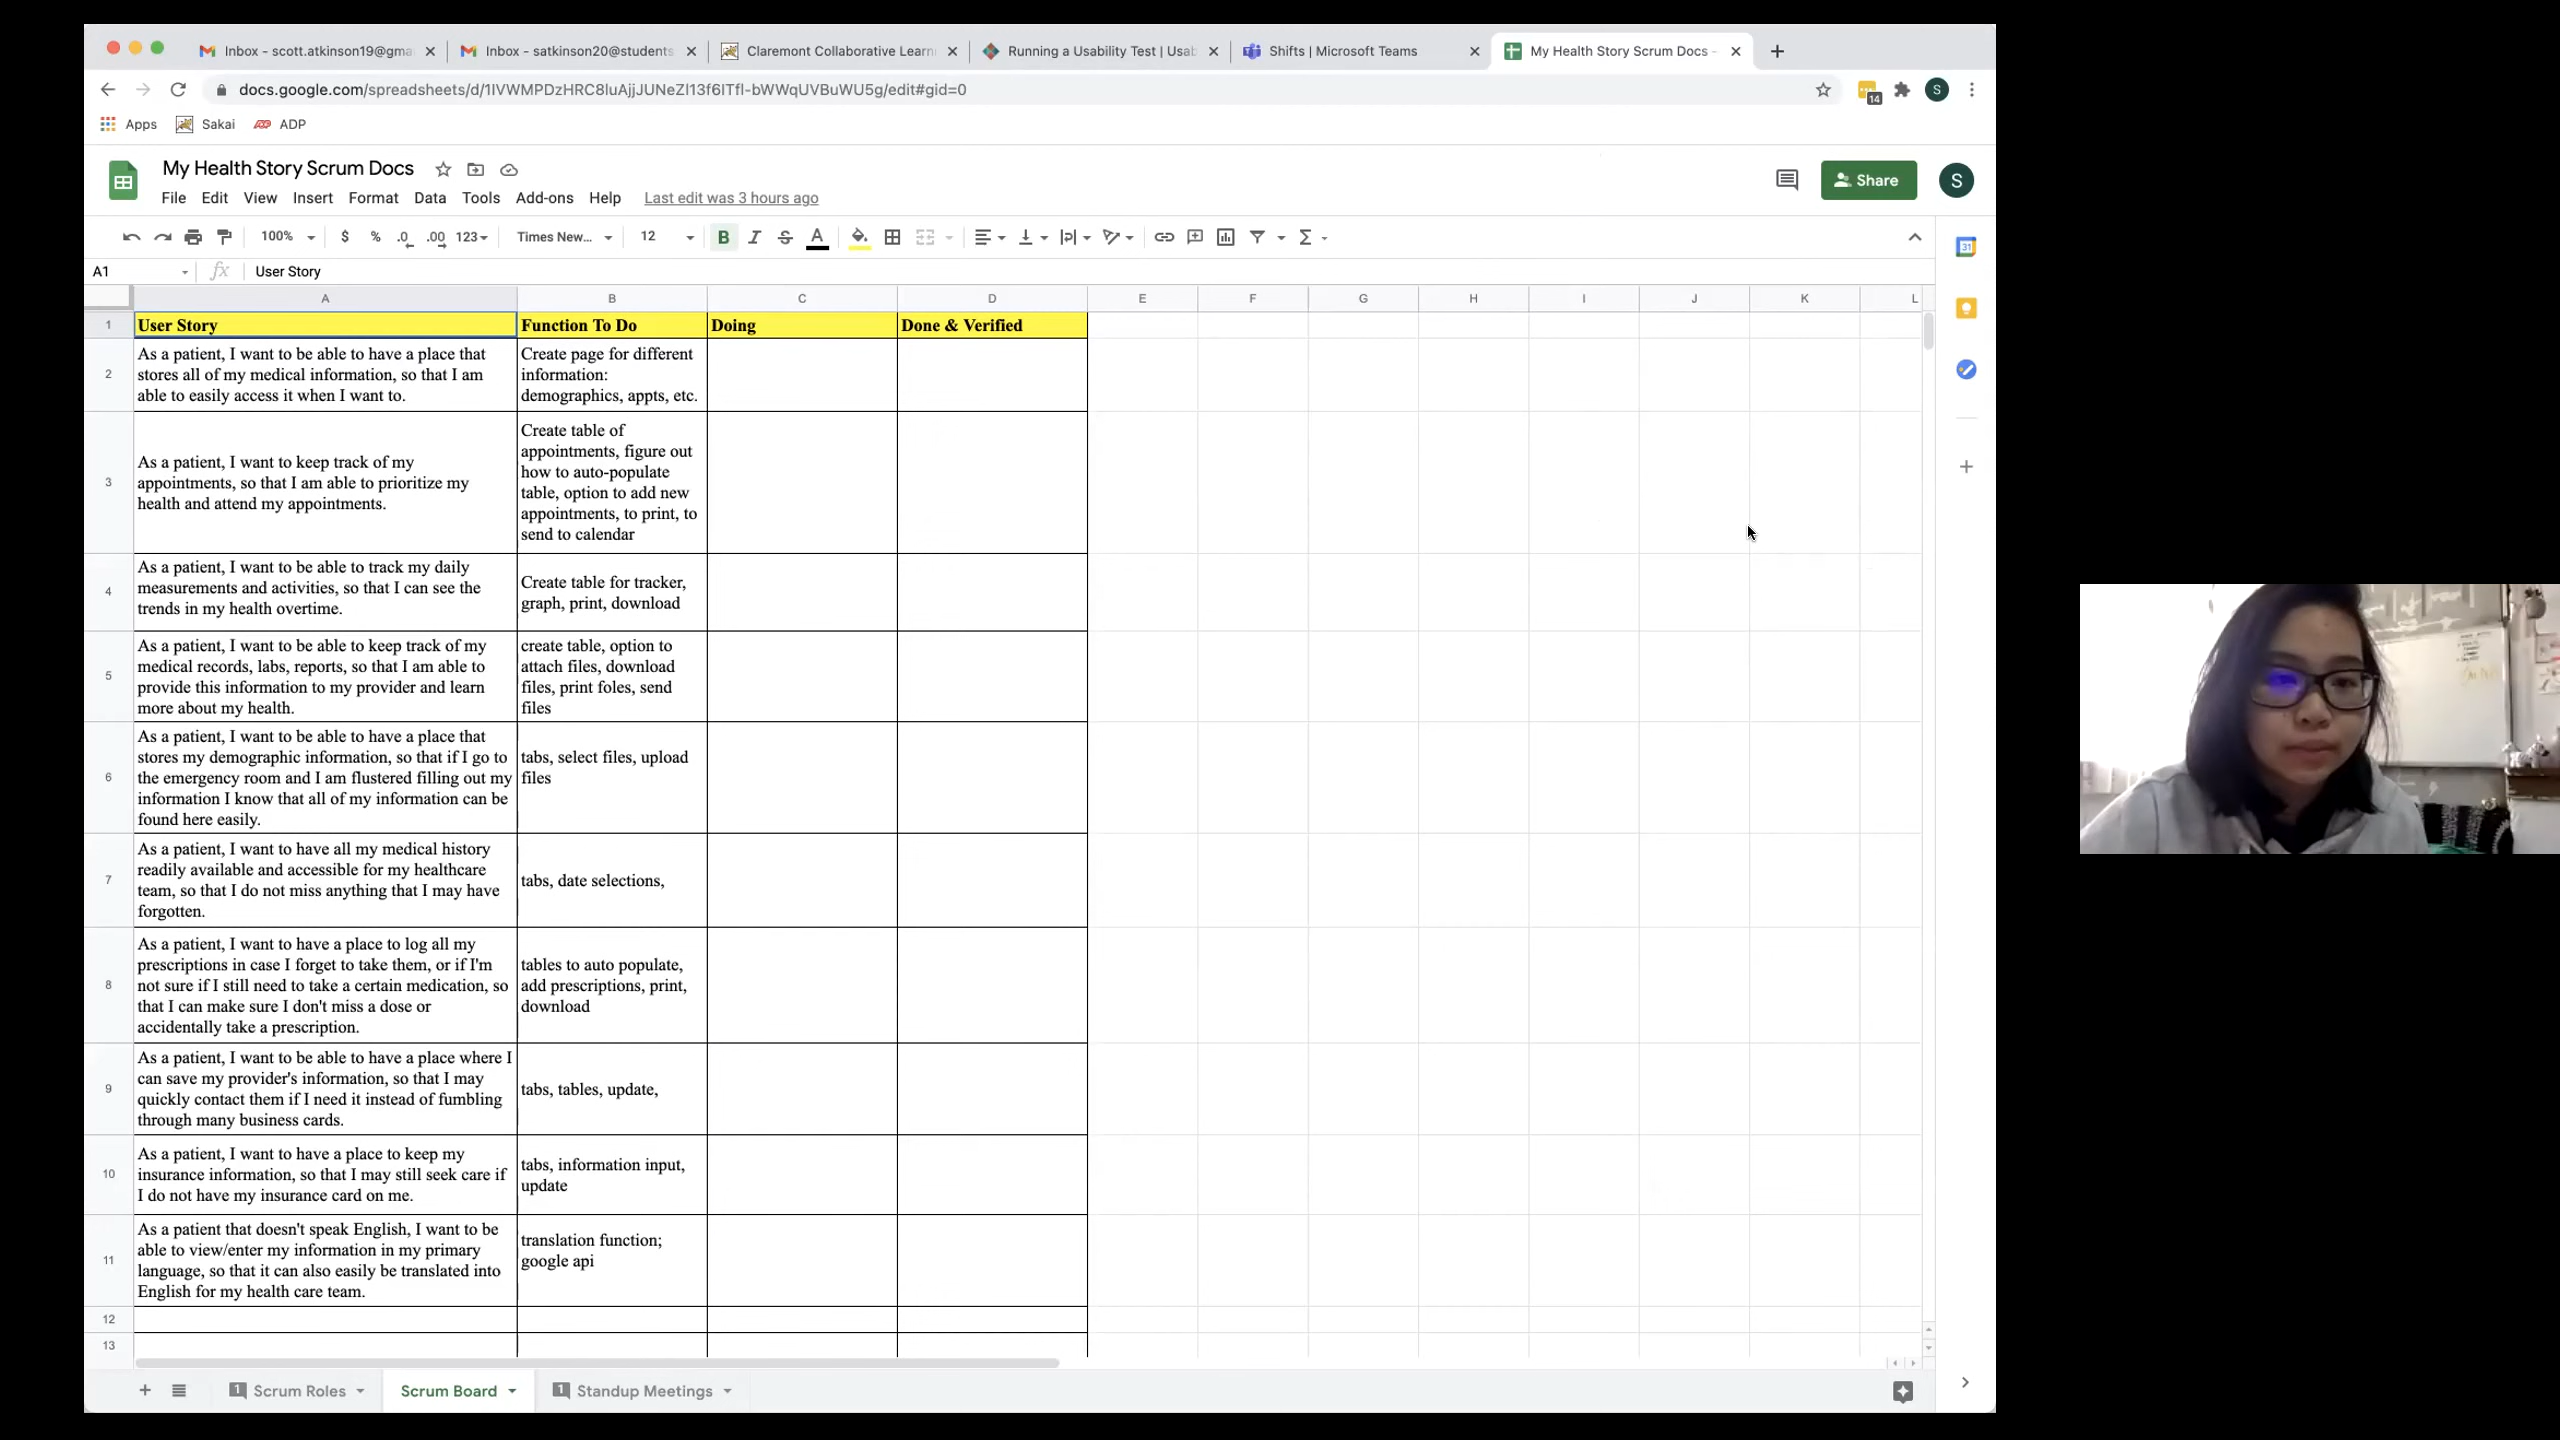 Inbox - scott.atkinson19@gma
Inbox - satkinson20@students
Claremont Collaborative Learn
Running a Usability Test | Usab
Shifts | Microsoft Teams
My Health Story Scrum Docs -
docs.google.com/spreadsheets/d/1IVWMPDzHRC8luAjjJUNeZl13f6ITfl-bWWqUVBuWU5g/edit#gid=0
14
S
Apps
Sakai
ADP
My Health Story Scrum Docs
File Edit View Insert Format Data Tools Add-ons Help Last edit was 3 hours ago
Share
S
100% $ % .0 .00 123 Times New... 12 B I S A Σ
31
A1 fx User Story
A B C D E F G H I J K L
1 User Story Function To Do Doing Done & Verified
2
As a patient, I want to be able to have a place that
stores all of my medical information, so that I am
able to easily access it when I want to.
Create page for different
information:
demographics, appts, etc.
3
As a patient, I want to keep track of my
appointments, so that I am able to prioritize my
health and attend my appointments.
Create table of
appointments, figure out
how to auto-populate
table, option to add new
appointments, to print, to
send to calendar
4
As a patient, I want to be able to track my daily
measurements and activities, so that I can see the
trends in my health overtime.
Create table for tracker,
graph, print, download
5
As a patient, I want to be able to keep track of my
medical records, labs, reports, so that I am able to
provide this information to my provider and learn
more about my health.
create table, option to
attach files, download
files, print foles, send
files
6
As a patient, I want to be able to have a place that
stores my demographic information, so that if I go to
the emergency room and I am flustered filling out my
information I know that all of my information can be
found here easily.
tabs, select files, upload
files
7
As a patient, I want to have all my medical history
readily available and accessible for my healthcare
team, so that I do not miss anything that I may have
forgotten.
tabs, date selections,
8
As a patient, I want to have a place to log all my
prescriptions in case I forget to take them, or if I'm
not sure if I still need to take a certain medication, so
that I can make sure I don't miss a dose or
accidentally take a prescription.
tables to auto populate,
add prescriptions, print,
download
9
As a patient, I want to be able to have a place where I
can save my provider's information, so that I may
quickly contact them if I need it instead of fumbling
through many business cards.
tabs, tables, update,
10
As a patient, I want to have a place to keep my
insurance information, so that I may still seek care if
I do not have my insurance card on me.
tabs, information input,
update
11
As a patient that doesn't speak English, I want to be
able to view/enter my information in my primary
language, so that it can also easily be translated into
English for my health care team.
translation function;
google api
12
13
1 Scrum Roles
Scrum Board
1 Standup Meetings